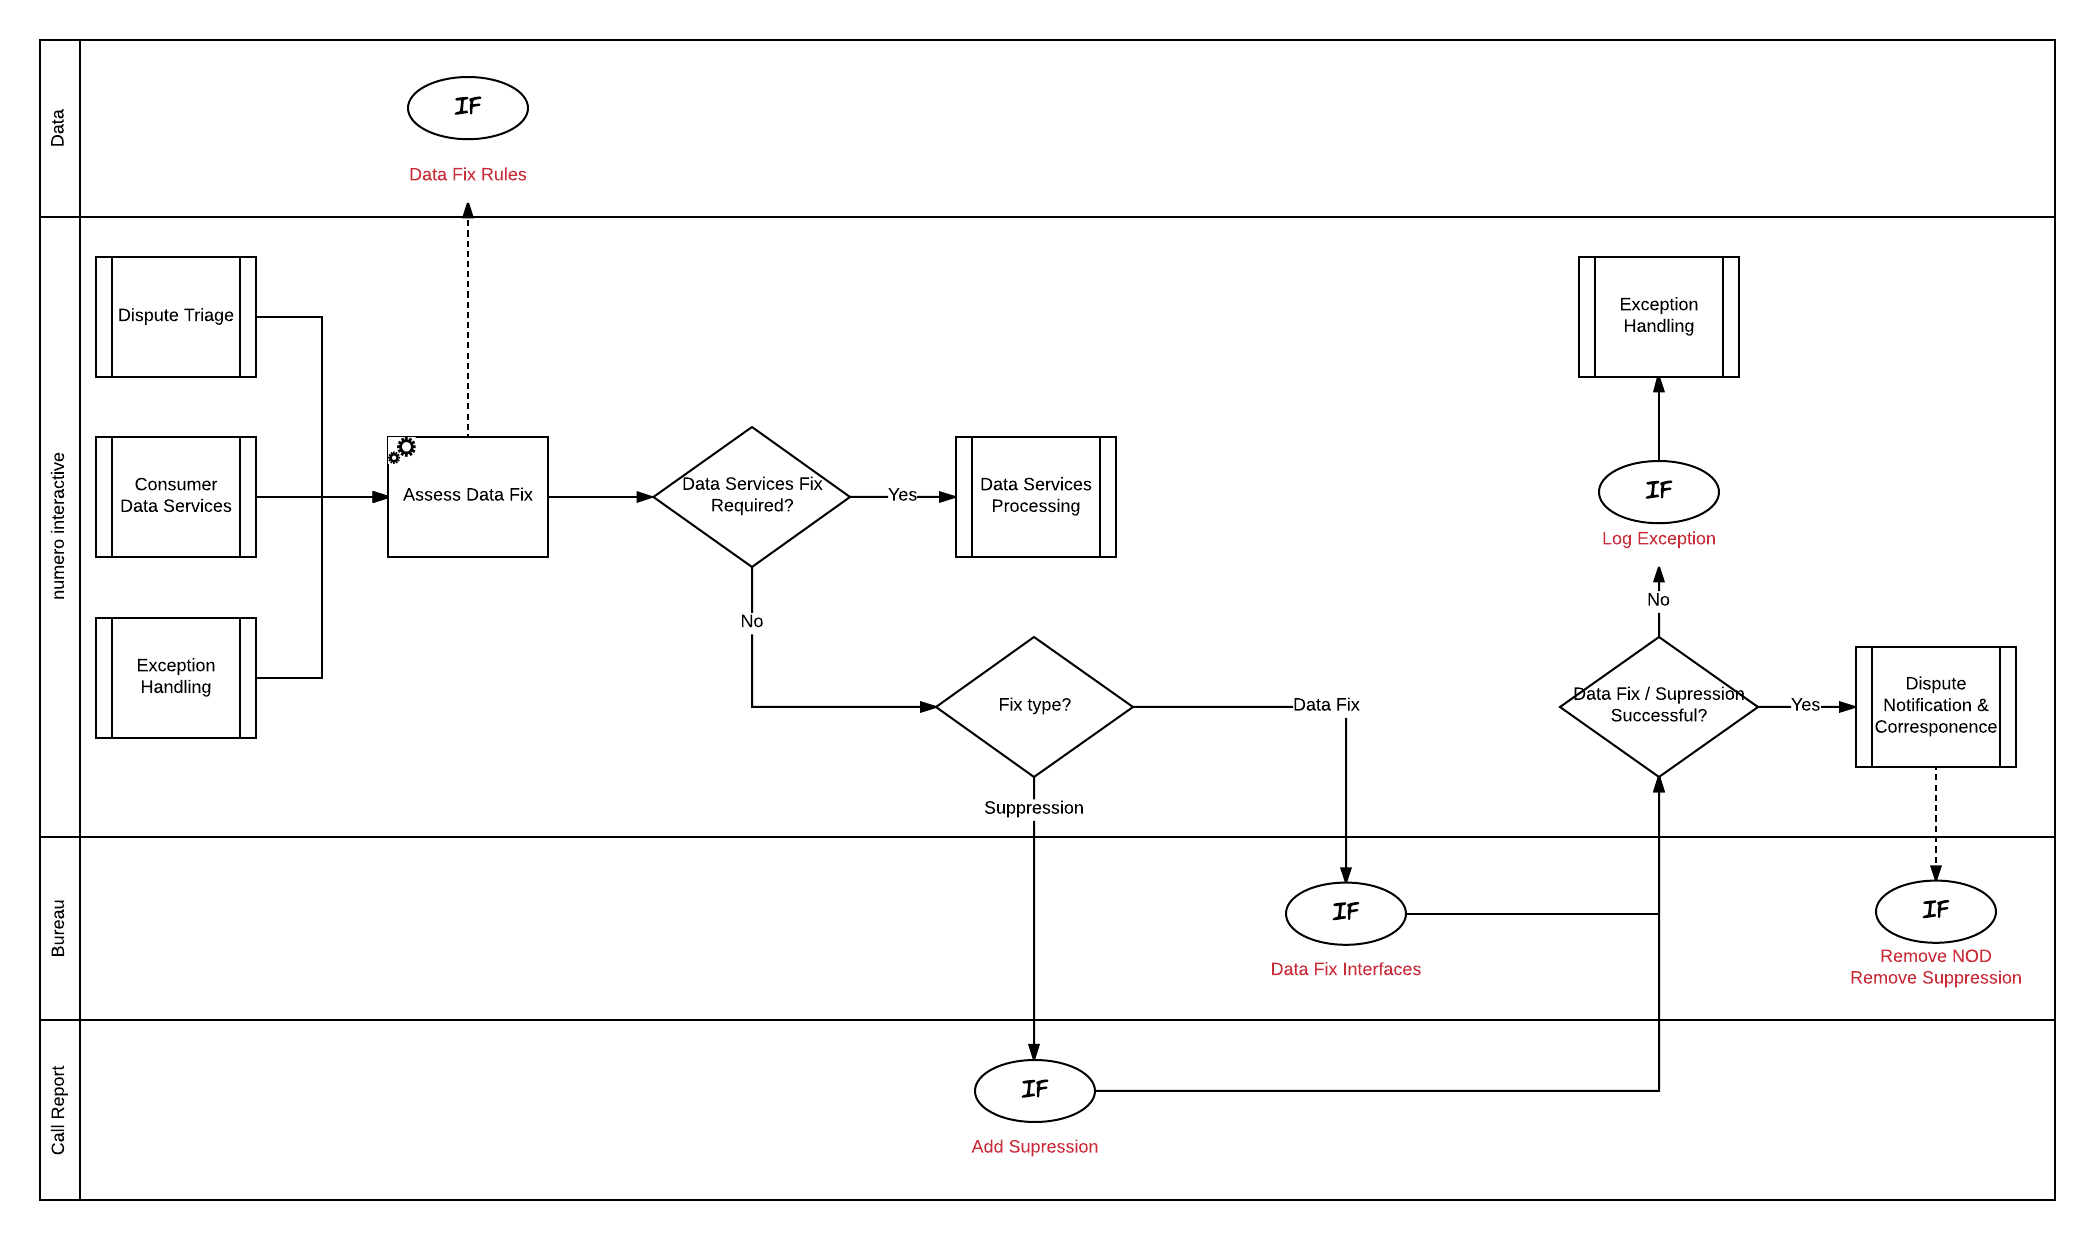 Data
IF
Data Fix Rules
numero interactive
Dispute Triage
Consumer
Data Services
Exception
Handling
Assess Data Fix
Data Services Fix
Required?
Yes
Data Services
Processing
No
Fix type?
Data Fix
Suppression
Exception
Handling
IF
Log Exception
No
Data Fix / Supression
Successful?
Yes
Dispute
Notification &
Corresponence
Bureau
IF
Data Fix Interfaces
IF
Remove NOD
Remove Suppression
Call Report
IF
Add Supression